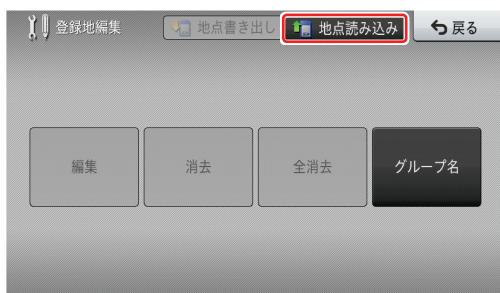 登録地編集
地点書き出し
地点読み込み
戻る
編集
消去
全消去
グループ名